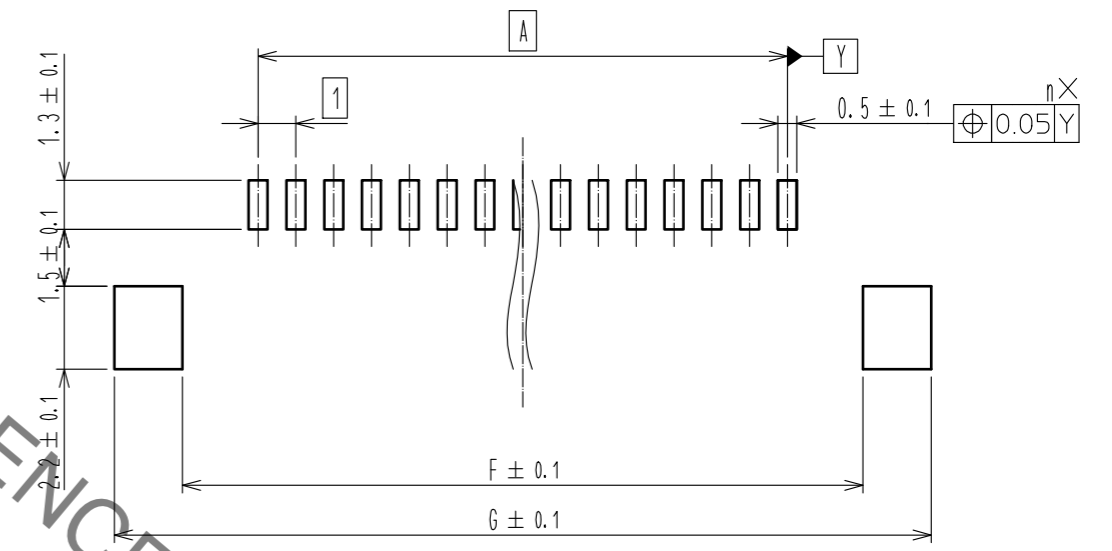 A
Y
1
0.5 ± 0.1
n×
⌖ 0.05 Y
1.3 ± 0.1
1.5 ± 0.1
2.2 ± 0.1
F ± 0.1
G ± 0.1
ENCE